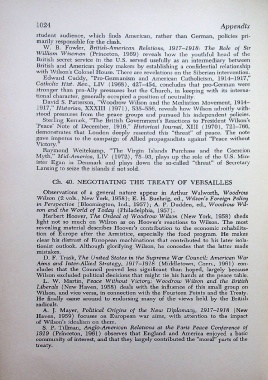 1024 Appendix
student audience, which finds American, rather than German, policies pri-
marily responsible for the clash.
W. B. Fowler, British-American Relations, 1917–1918: The Role of Sir
William Wiseman (Princeton, 1969) reveals how the youthful head of the
British secret service in the U.S. served usefully as an intermediary between
British and American policy makers by establishing a confidential relationship
with Wilson's Colonel House. There are revelations on the Siberian intervention.
Edward Cuddy, "Pro-Germanism and American Catholicism, 1914–1917,"
Catholic Hist. Rev., LIV (1968), 427–454, concludes that pro-German were
stronger than pro-Ally pressures but the Church, in keeping with its interna-
tional character, generally occupied a position of neutrality.
David S. Patterson, "Woodrow Wilson and the Mediation Movement, 1914–
1917," Historian, XXXIII (1971), 535–556, reveals how Wilson adroitly with-
stood pressures from the peace groups and pursued his independent policies.
Sterling Kernek, "The British Government's Reactions to President Wilson's
'Peace' Note of December, 1916," Historical Journal, XIII (1970), 721–766,
demonstrates that London deeply resented the "threat" of peace. The note
gave impetus to the campaign of Allied propagandists against "Peace without
Victory."
Raymond Weitekamp, "The Virgin Islands Purchase and the Coercion
Myth," Mid-America, LIV (1972), 75–93, plays up the role of the U.S. Min-
ister Egan in Denmark and plays down the so-called "threat" of Secretary
Lansing to seize the islands if not sold.
Ch. 40. NEGOTIATING THE TREATY OF VERSAILLES
Observations of a general nature appear in Arthur Walworth, Woodrow
Wilson (2 vols., New York, 1958); E. H. Buehrig, ed., Wilson's Foreign Policy
in Perspective (Bloomington, Ind., 1957); A. P. Dudden, ed., Woodrow Wil-
son and the World of Today (Philadelphia, 1957).
Herbert Hoover, The Ordeal of Woodrow Wilson (New York, 1958) sheds
light not so much on Wilson as on Hoover's reactions to Wilson. The most
revealing material describes Hoover's contribution to the economic rehabilita-
tion of Europe after the Armistice, especially the food program. He makes
clear his distrust of European machinations that contributed to his later isola-
tionist outlook. Although glorifying Wilson, he concedes that the latter made
mistakes.
D. F. Trask, The United States in the Supreme War Council: American War
Aims and Inter-Allied Strategy, 1917–1918 (Middletown, Conn., 1961) con-
cludes that the Council proved less significant than hoped, largely because
Wilson excluded political decisions that might tie his hands at the peace table.
L. W. Martin, Peace Without Victory: Woodrow Wilson and the British
Liberals (New Haven, 1958) deals with the influence of this small group on
Wilson, and vice versa, in connection with the Fourteen Points and the Treaty.
He finally came around to endorsing many of the views held by the British
radicals.
A. J. Mayer, Political Origins of the New Diplomacy, 1917–1918 (New
Haven, 1959) focuses on European war aims, with attention to the impact
of Wilson's idealism on them.
S. P. Tillman, Anglo-American Relations at the Paris Peace Conference of
1919 (Princeton, 1961) observes that England and America enjoyed a basic
community of interest, and that they largely contributed the "moral" parts of the
treaty.